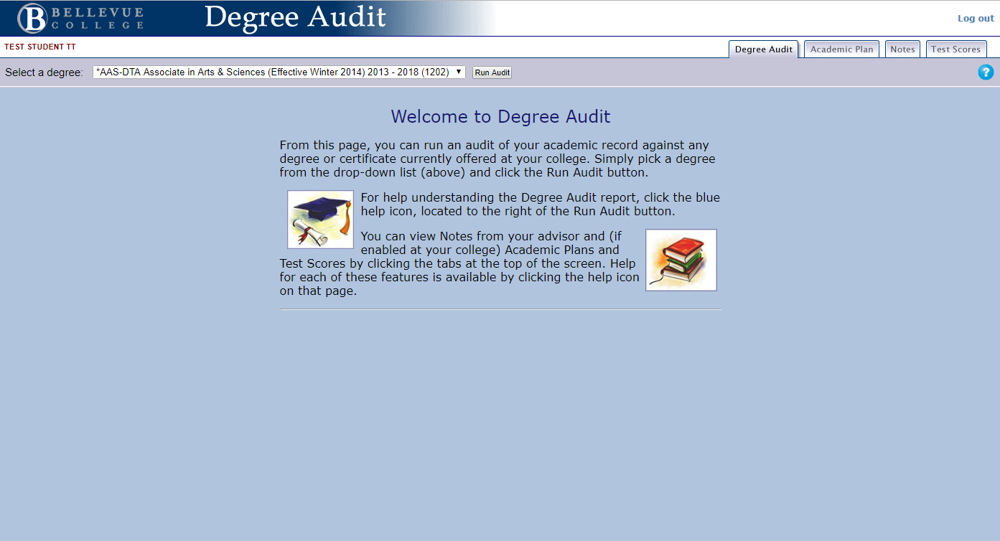 B BELLEVUE
COLLEGE
Degree Audit
Log out
TEST STUDENT TT
Degree Audit Academic Plan Notes Test Scores
Select a degree: *AAS-DTA Associate in Arts & Sciences (Effective Winter 2014) 2013 - 2018 (1202) ▼ Run Audit ?
Welcome to Degree Audit
From this page, you can run an audit of your academic record against any
degree or certificate currently offered at your college. Simply pick a degree
from the drop-down list (above) and click the Run Audit button.
For help understanding the Degree Audit report, click the blue
help icon, located to the right of the Run Audit button.
You can view Notes from your advisor and (if
enabled at your college) Academic Plans and
Test Scores by clicking the tabs at the top of the screen. Help
for each of these features is available by clicking the help icon
on that page.